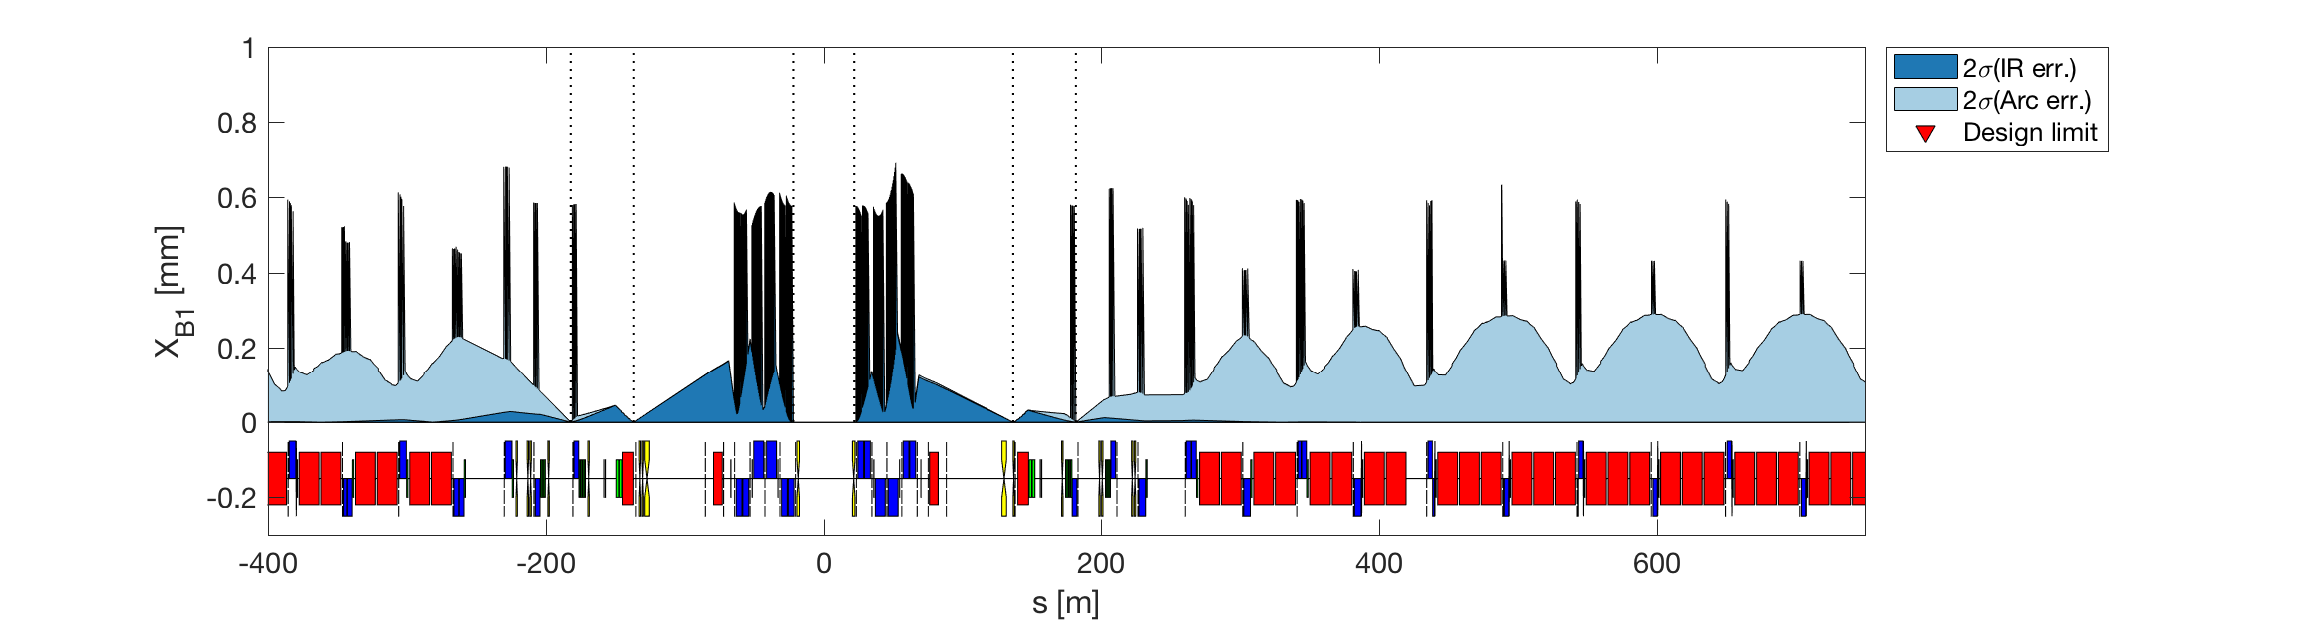 1
0.8
0.6
0.4
0.2
0
-0.2
X_B1 [mm]
-400 -200 0 200 400 600
s [m]
2σ(IR err.)
2σ(Arc err.)
Design limit